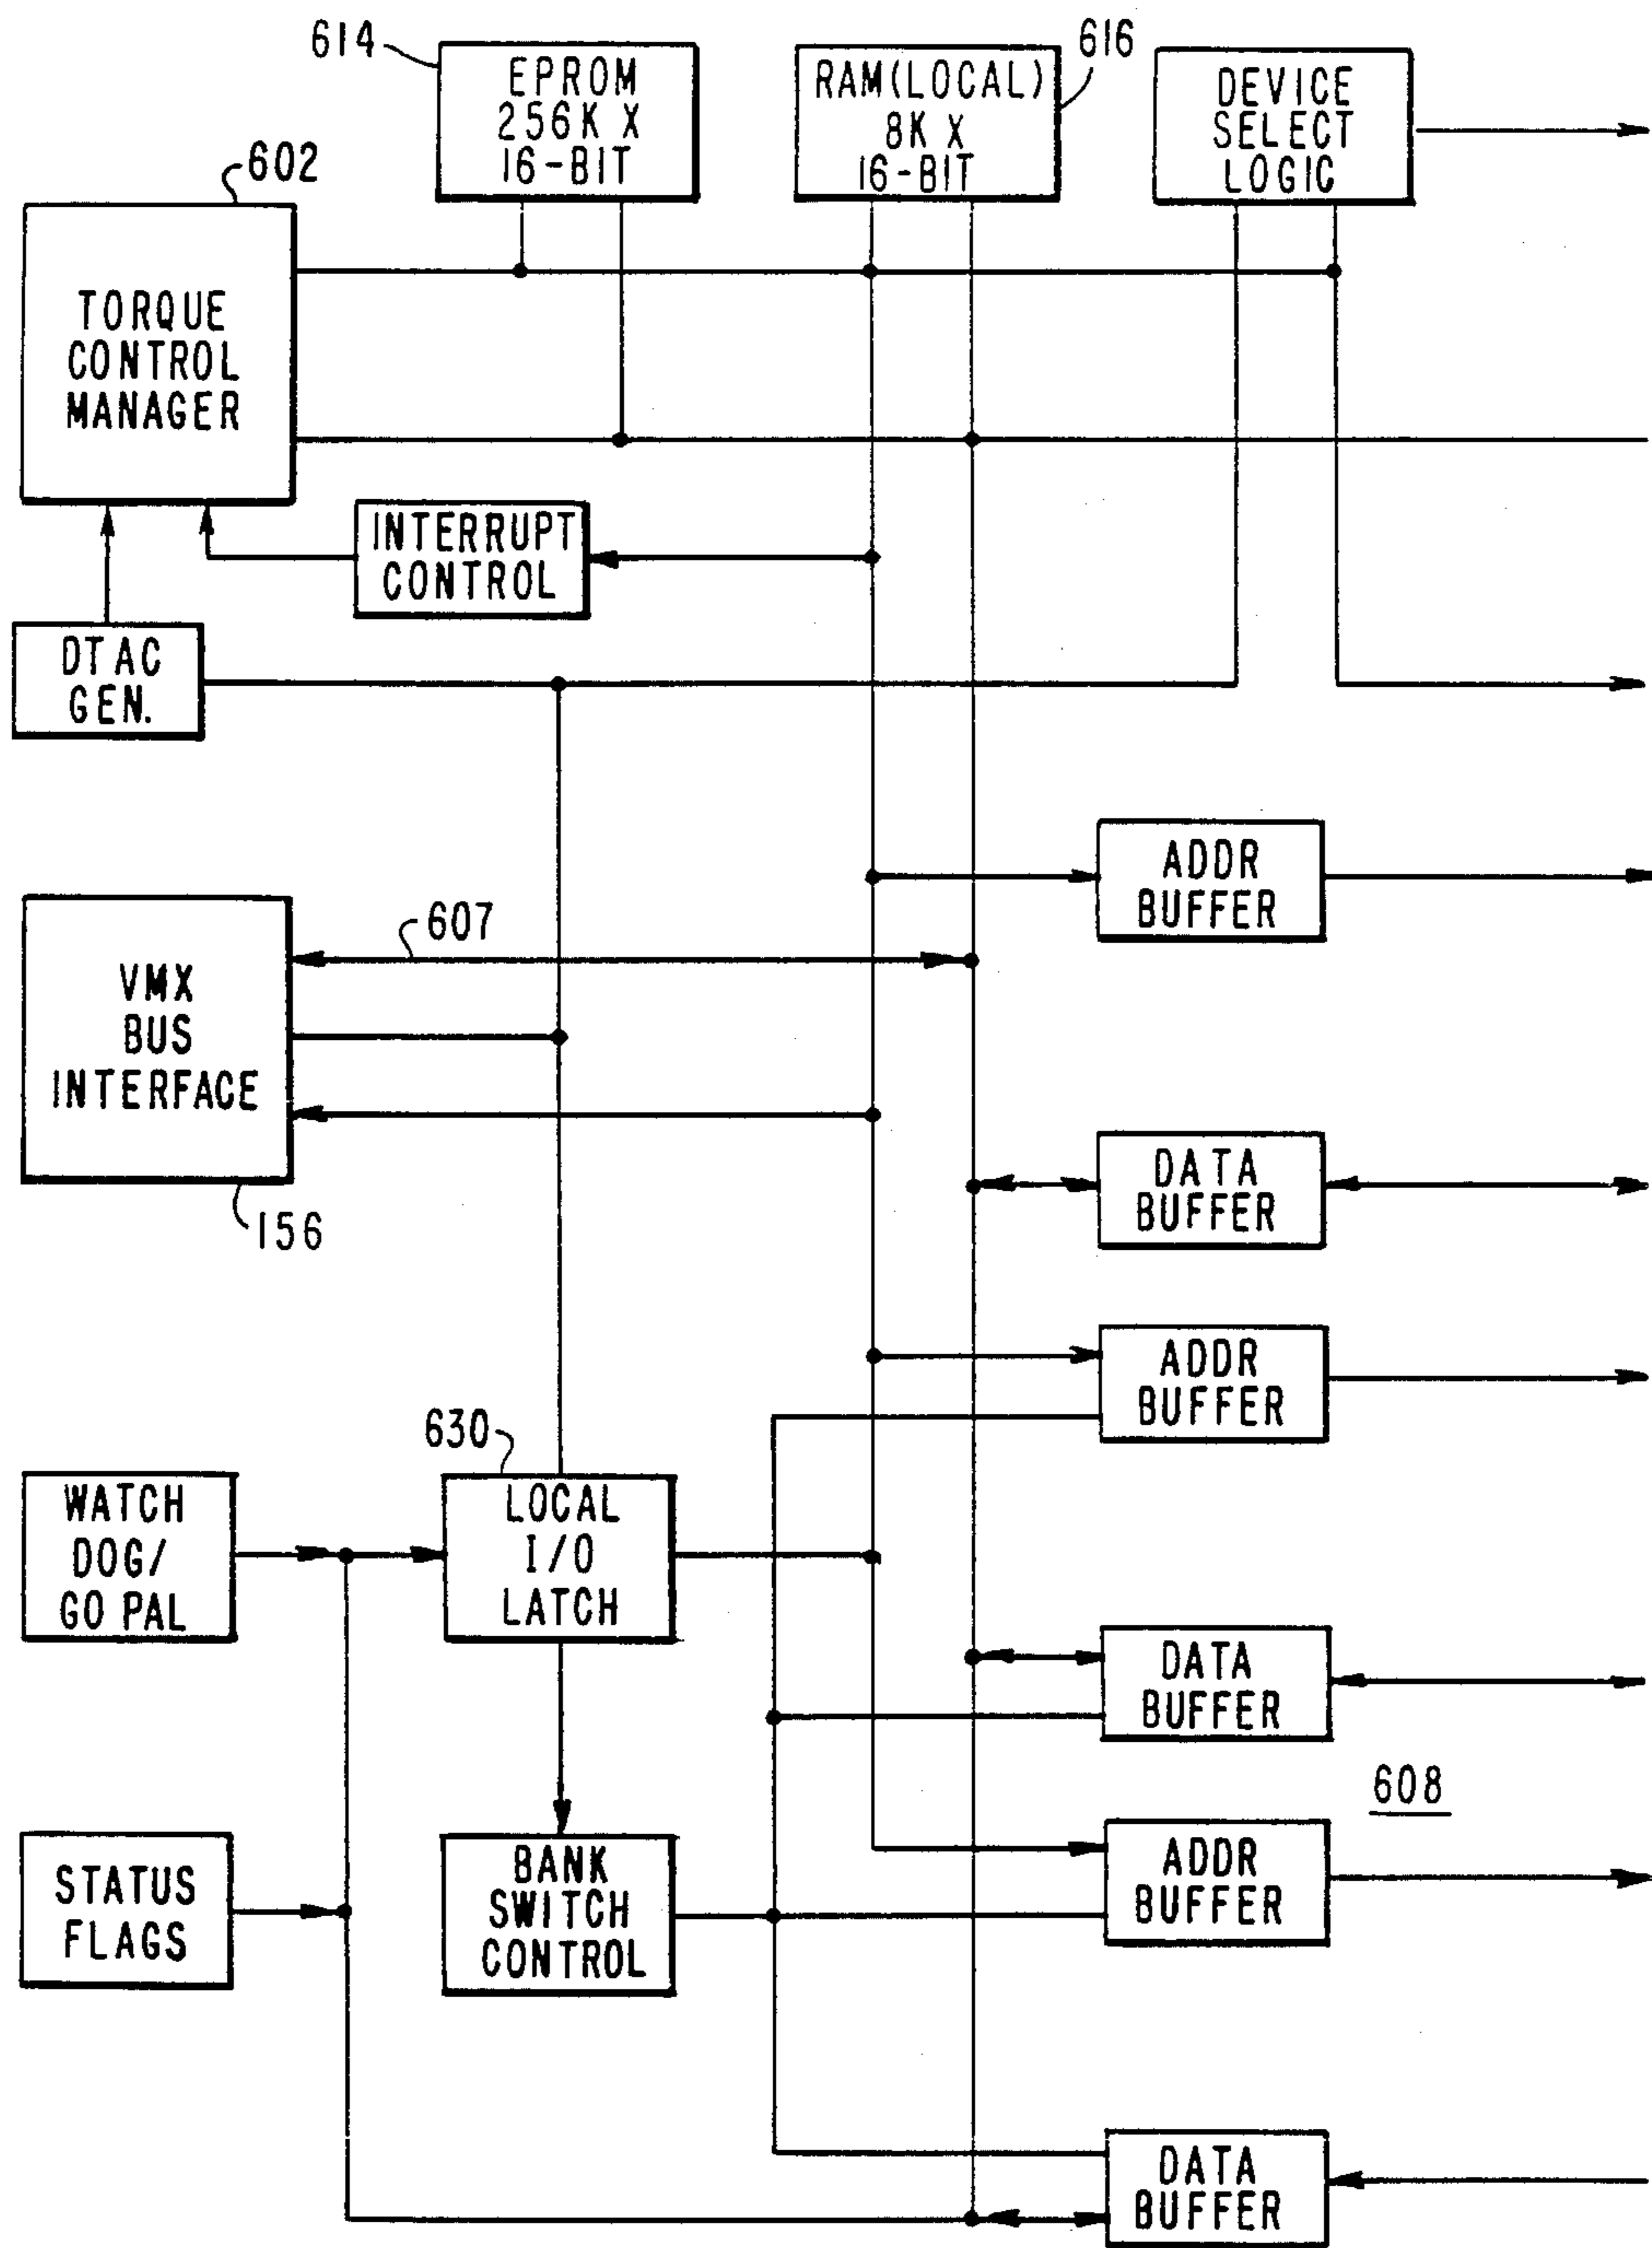 614
EPROM
256K X
16-BIT
RAM(LOCAL)
8K X
16-BIT
616
DEVICE
SELECT
LOGIC
602
TORQUE
CONTROL
MANAGER
INTERRUPT
CONTROL
DTAC
GEN.
ADDR
BUFFER
607
VMX
BUS
INTERFACE
156
DATA
BUFFER
ADDR
BUFFER
630
WATCH
DOG/
GO PAL
LOCAL
I/O
LATCH
DATA
BUFFER
608
STATUS
FLAGS
BANK
SWITCH
CONTROL
ADDR
BUFFER
DATA
BUFFER